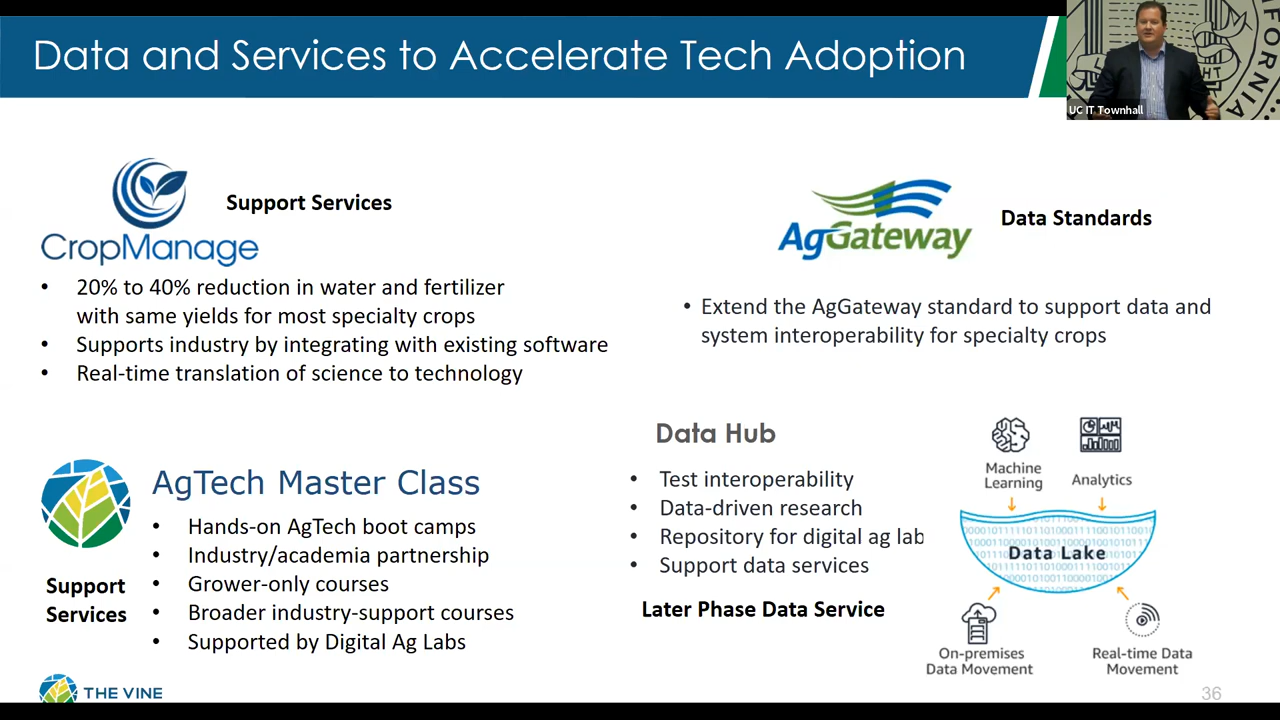 Data and Services to Accelerate Tech Adoption
UC IT Townhall
CropManage
Support Services
20% to 40% reduction in water and fertilizer
with same yields for most specialty crops
Supports industry by integrating with existing software
Real-time translation of science to technology
AgGateway
Data Standards
Extend the AgGateway standard to support data and
system interoperability for specialty crops
AgTech Master Class
Support
Services
Hands-on AgTech boot camps
Industry/academia partnership
Grower-only courses
Broader industry-support courses
Supported by Digital Ag Labs
Data Hub
Test interoperability
Data-driven research
Repository for digital ag lab
Support data services
Later Phase Data Service
Machine
Learning
Analytics
Data Lake
On-premises
Data Movement
Real-time Data
Movement
THE VINE
36